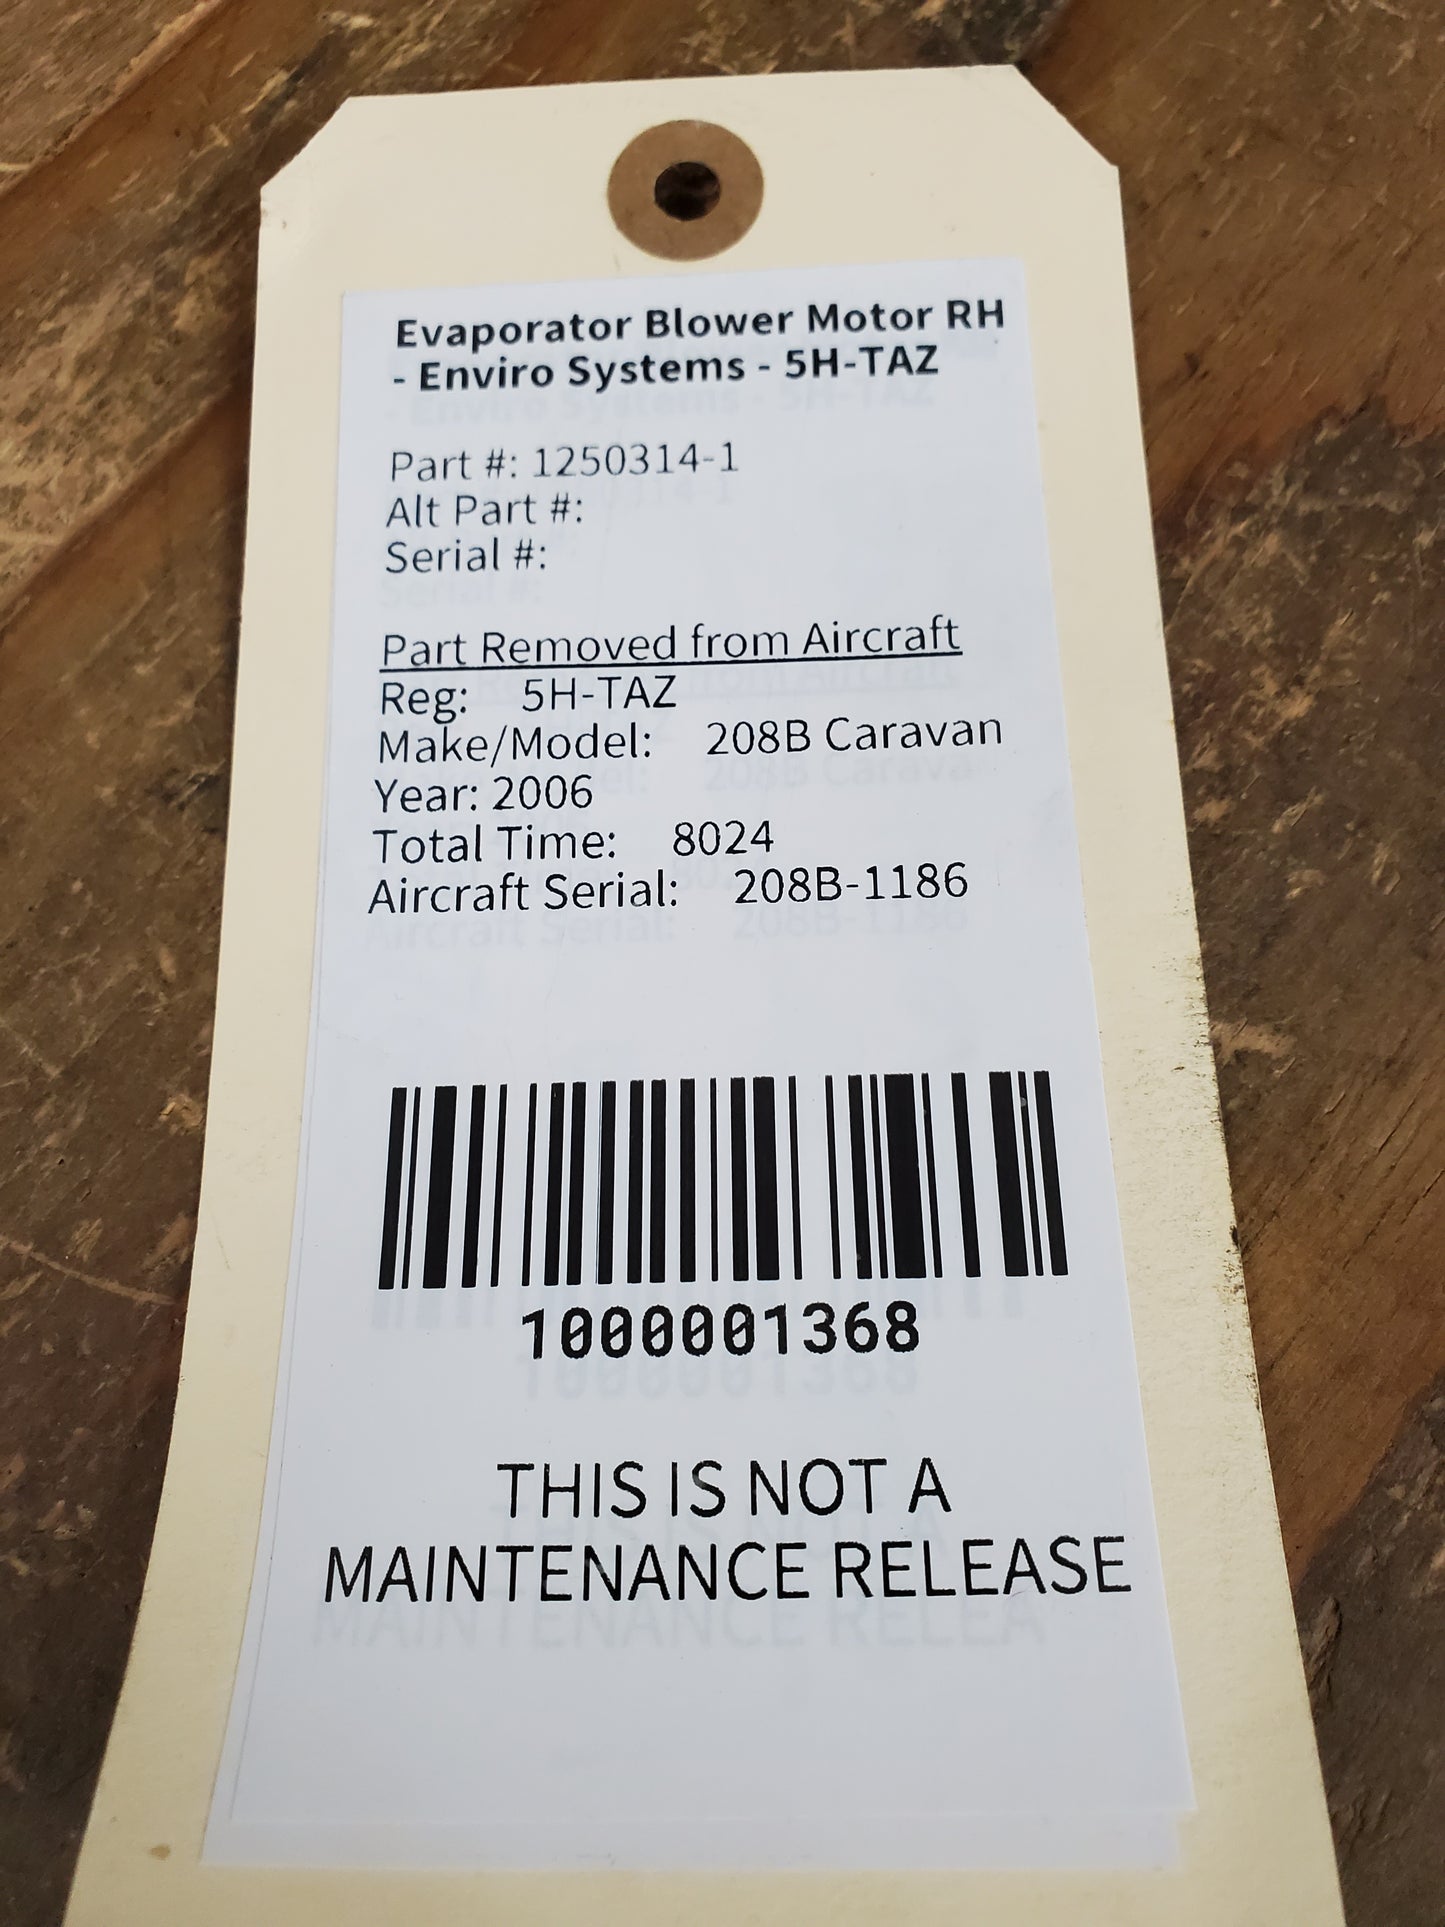 Evaporator Blower Motor RH
- Enviro Systems - 5H-TAZ
Part #: 1250314-1
Alt Part #:
Serial #:
Part Removed from Aircraft
Reg: 5H-TAZ
Make/Model: 208B Caravan
Year: 2006
Total Time: 8024
Aircraft Serial: 208B-1186
1000001368
THIS IS NOT A
MAINTENANCE RELEASE